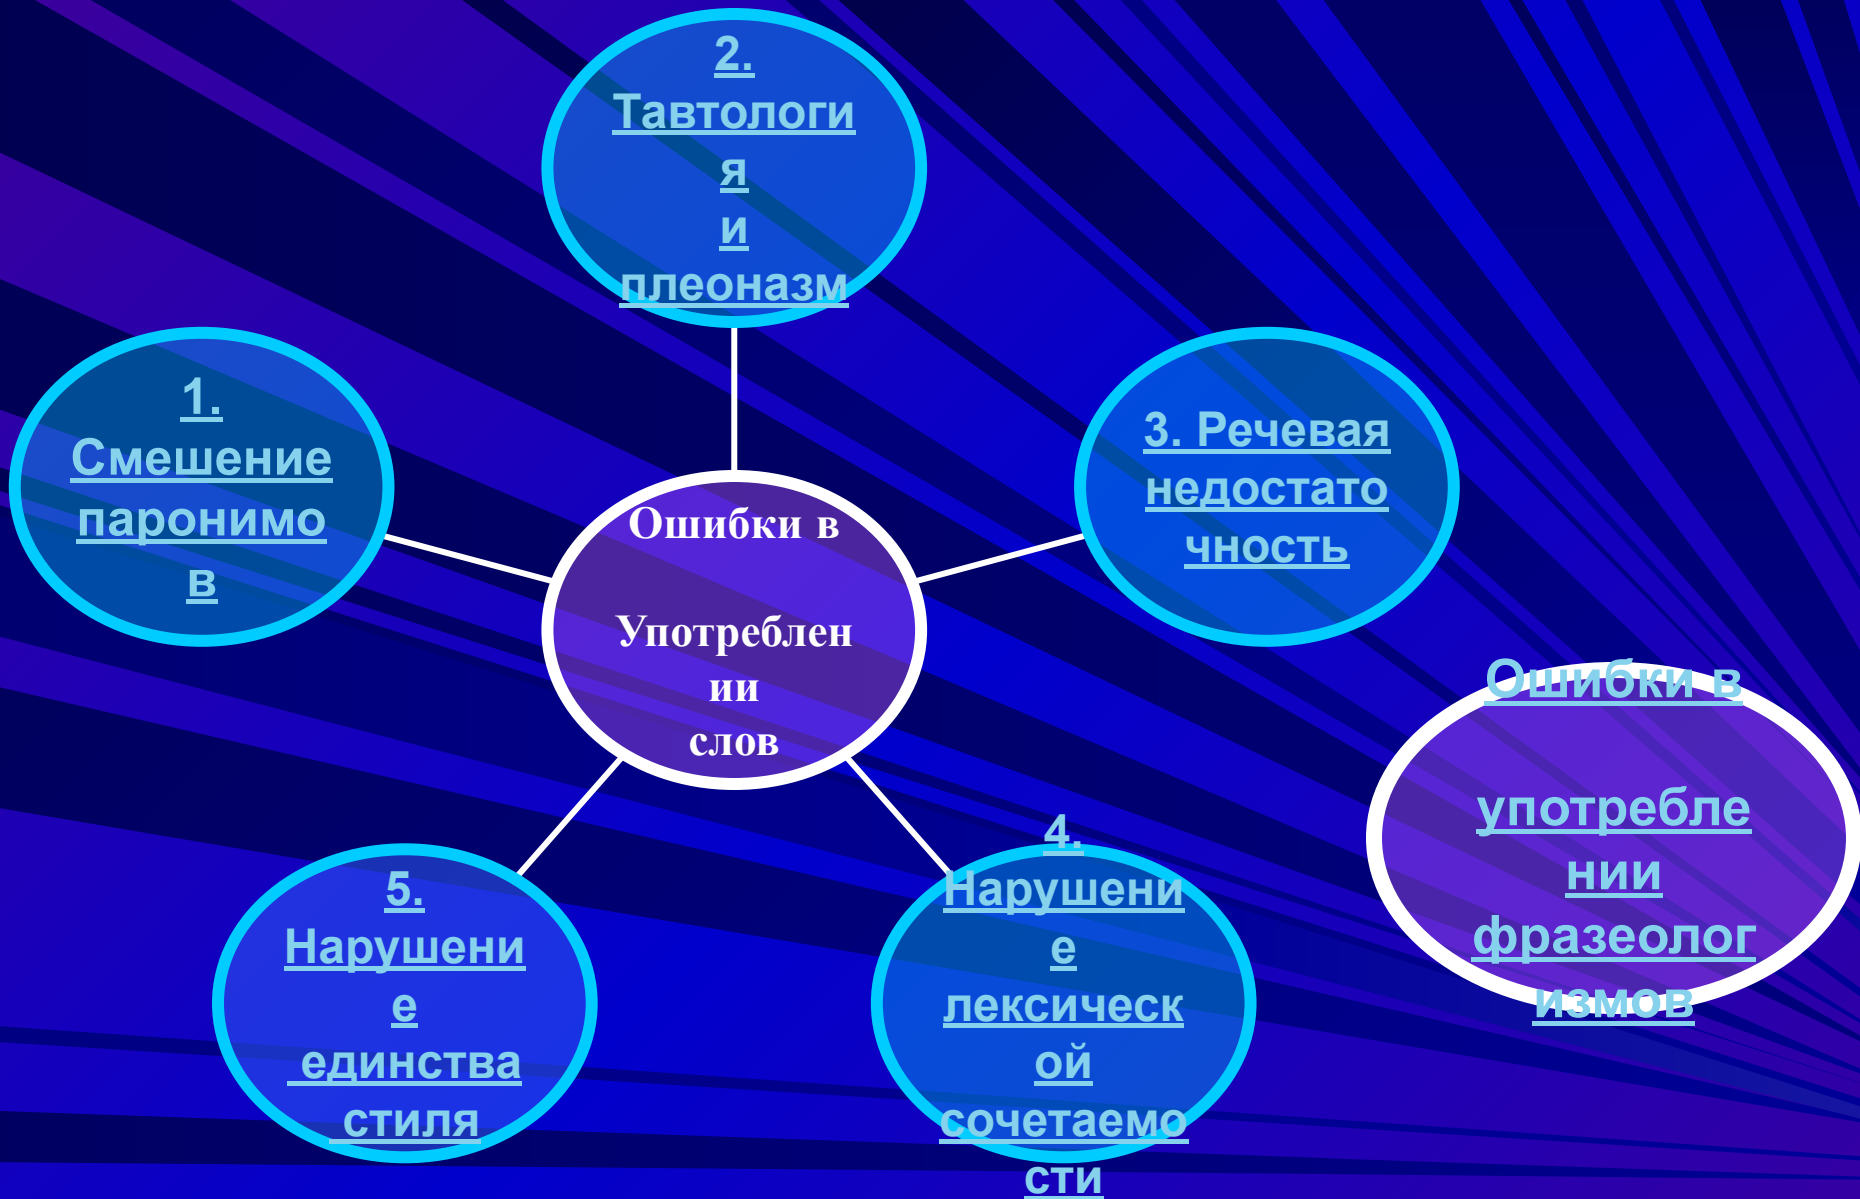 2.
Тавтологи
я
и
плеоназм
1.
Смешение
паронимо
в
3. Речевая
недостато
чность
Ошибки в
Употреблен
ии
слов
Ошибки в
употребле
нии
фразеолог
измов
5.
Нарушени
е
единства
стиля
4.
Нарушени
е
лексическ
ой
сочетаемо
сти